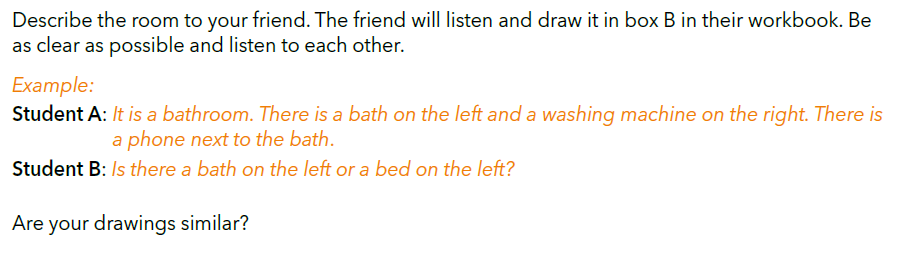 Describe the room to your friend. The friend will listen and draw it in box B in their workbook. Be
as clear as possible and listen to each other.
Example:
Student A: It is a bathroom. There is a bath on the left and a washing machine on the right. There is
a phone next to the bath.
Student B: Is there a bath on the left or a bed on the left?
Are your drawings similar?